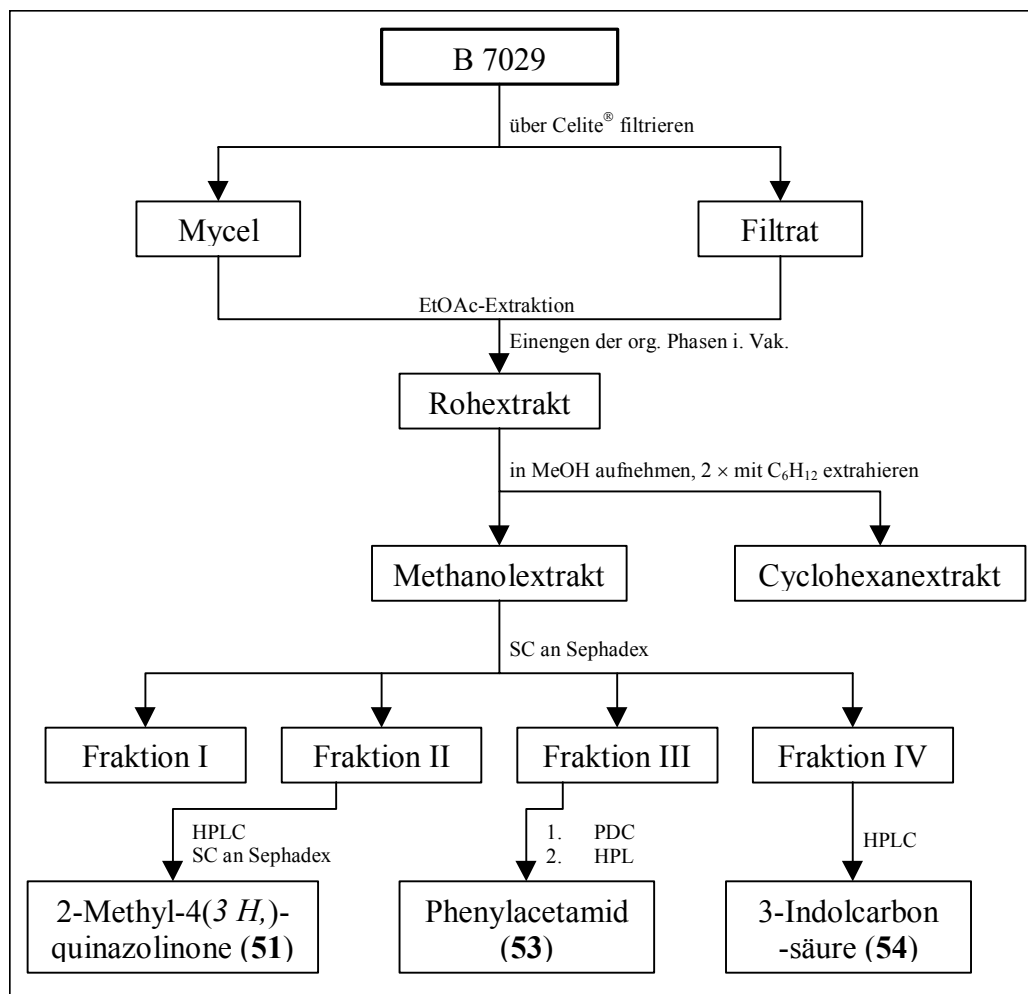 B 7029
über Celite® filtrieren
Mycel
Filtrat
EtOAc-Extraktion
Einengen der org. Phasen i. Vak.
Rohextrakt
in MeOH aufnehmen, 2 × mit C₆H₁₂ extrahieren
Methanolextrakt
Cyclohexanextrakt
SC an Sephadex
Fraktion I
Fraktion II
Fraktion III
Fraktion IV
HPLC
SC an Sephadex
1. PDC
2. HPL
HPLC
2-Methyl-4(3 H,)-
quinazolinone (51)
Phenylacetamid
(53)
3-Indolcarbon
-säure (54)